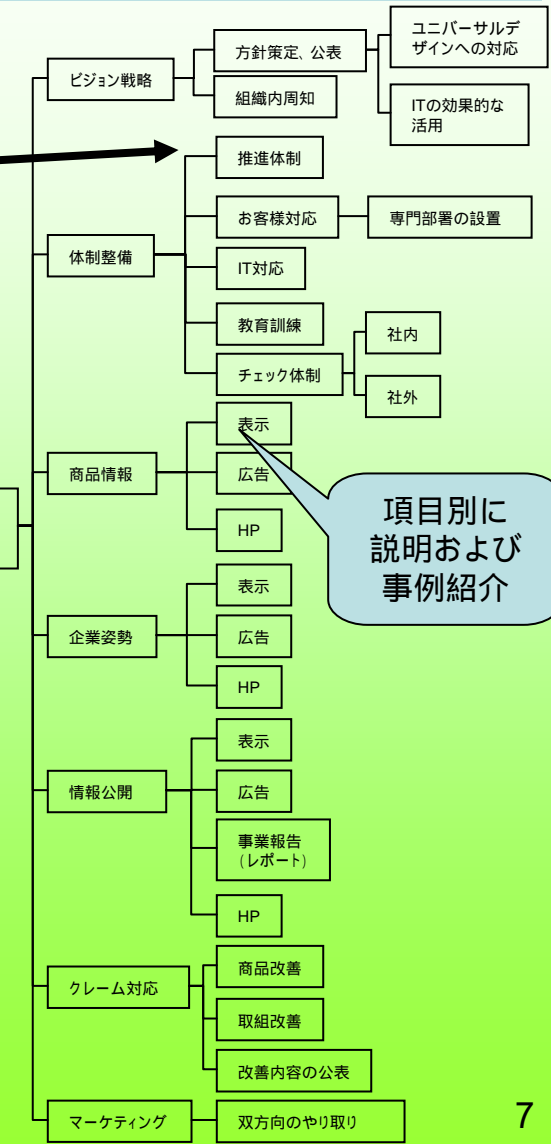 ビジョン戦略
方針策定、公表
ユニバーサルデ
ザインへの対応
ITの効果的な
活用
組織内周知
体制整備
推進体制
お客様対応
専門部署の設置
IT対応
教育訓練
チェック体制
社内
社外
商品情報
表示
広告
HP
項目別に
説明および
事例紹介
企業姿勢
表示
広告
HP
情報公開
表示
広告
事業報告
(レポート)
HP
クレーム対応
商品改善
取組改善
改善内容の公表
マーケティング
双方向のやり取り
7